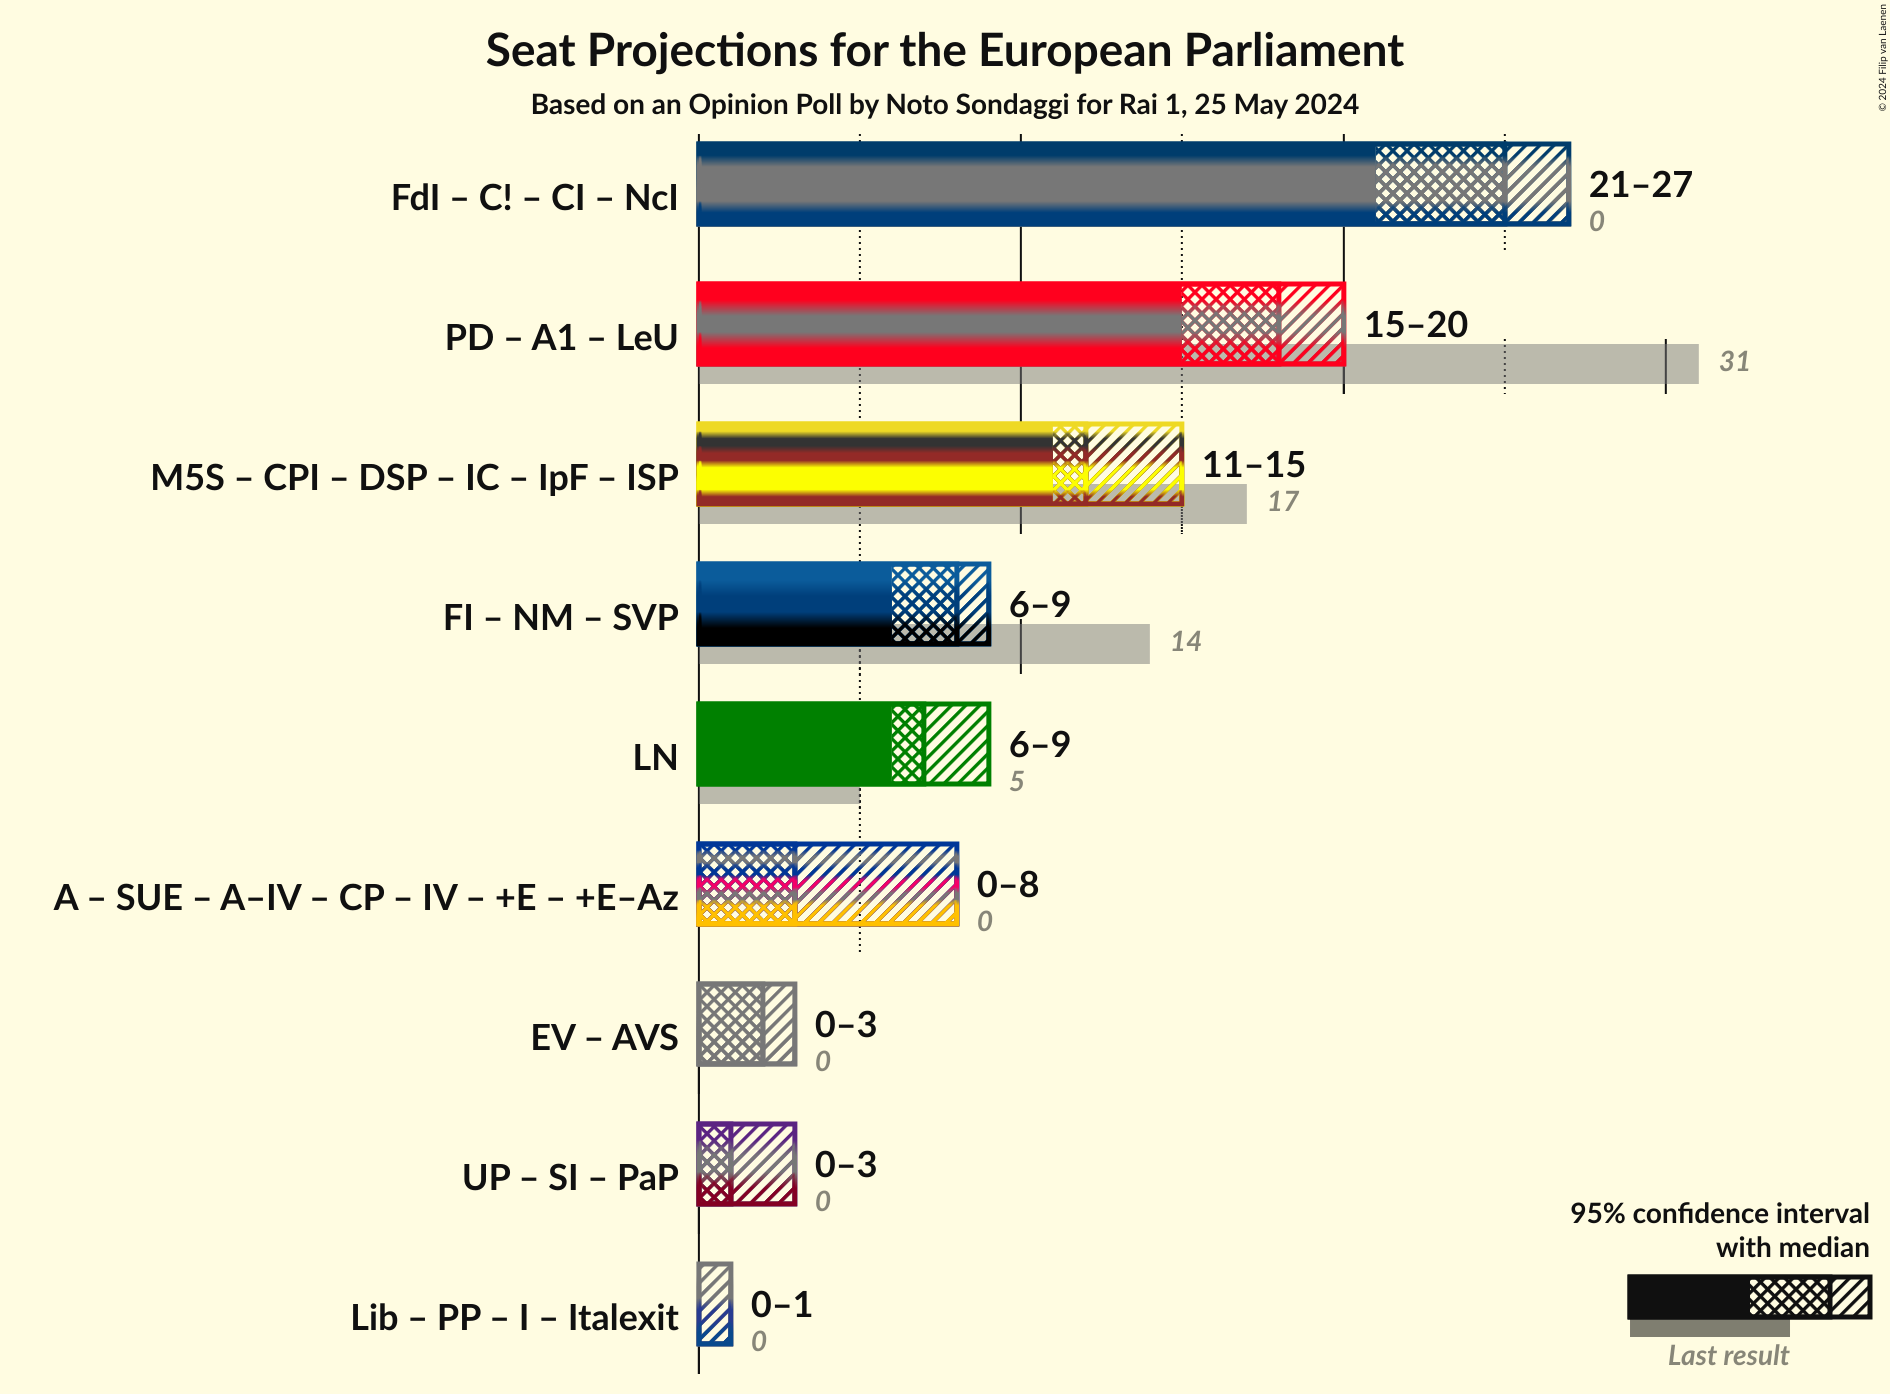 Seat Projections for the European Parliament
Based on an Opinion Poll by Noto Sondaggi for Rai 1, 25 May 2024
© 2024 Filip van Laenen
FdI – C! – CI – NcI
21–27
0
PD – A1 – LeU
15–20
31
M5S – CPI – DSP – IC – IpF – ISP
11–15
17
FI – NM – SVP
6–9
14
LN
6–9
5
A – SUE – A–IV – CP – IV – +E – +E–Az
0–8
0
EV – AVS
0–3
0
UP – SI – PaP
0–3
0
Lib – PP – I – Italexit
0–1
0
95% confidence interval
with median
Last result